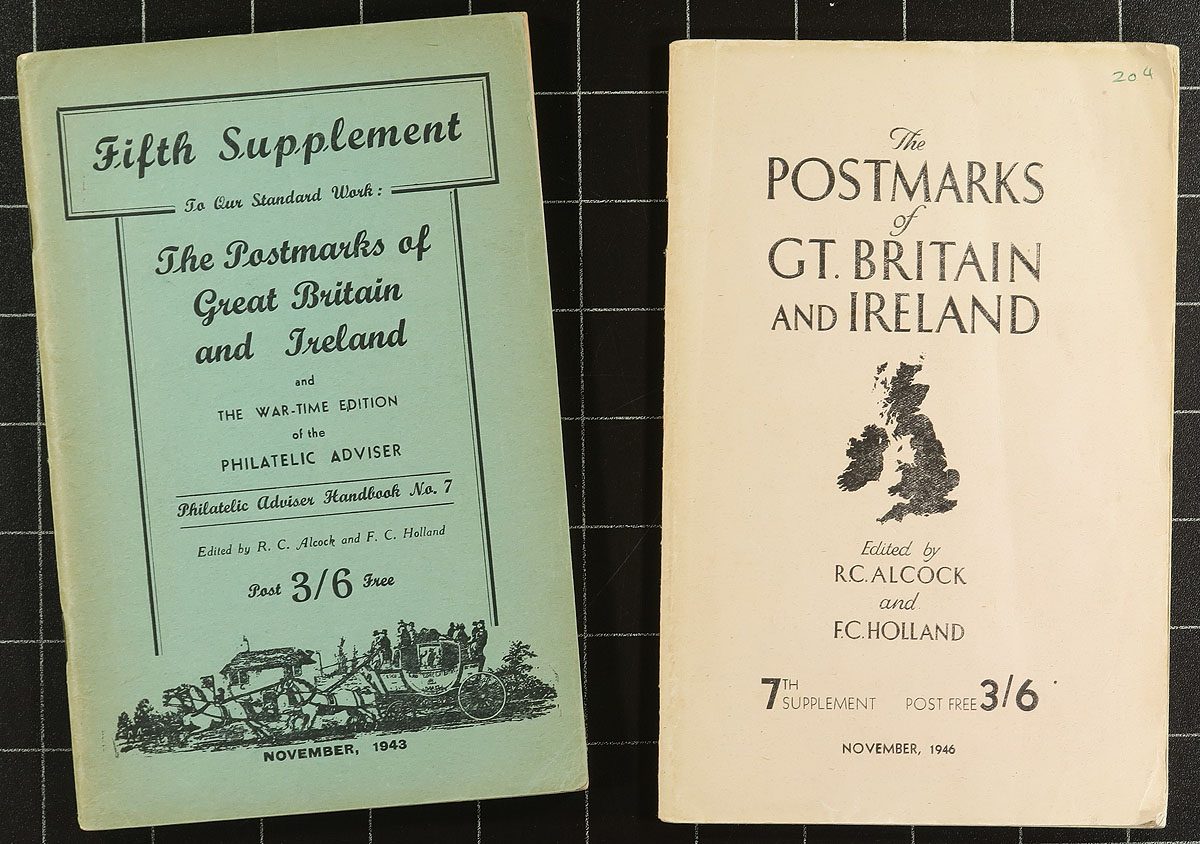 Fifth Supplement
To Our Standard Work:
The Postmarks of
Great Britain
and Ireland
and
THE WAR-TIME EDITION
of the
PHILATELIC ADVISER
Philatelic Adviser Handbook No. 7
Edited by R. C. Alcock and F. C. Holland
Post 3/6 Free
NOVEMBER, 1943
204
The
POSTMARKS
of
GT. BRITAIN
AND IRELAND
Edited by
R.C. ALCOCK
and
F.C. HOLLAND
7TH SUPPLEMENT POST FREE 3/6
NOVEMBER, 1946